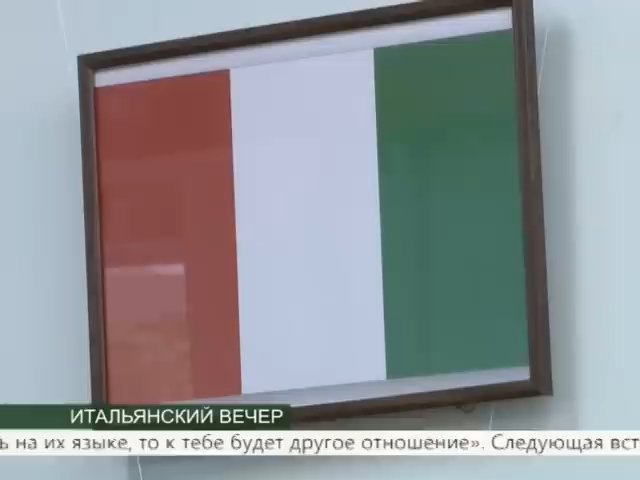 ИТАЛЬЯНСКИЙ ВЕЧЕР
на их языке, то к тебе будет другое отношение». Следующая